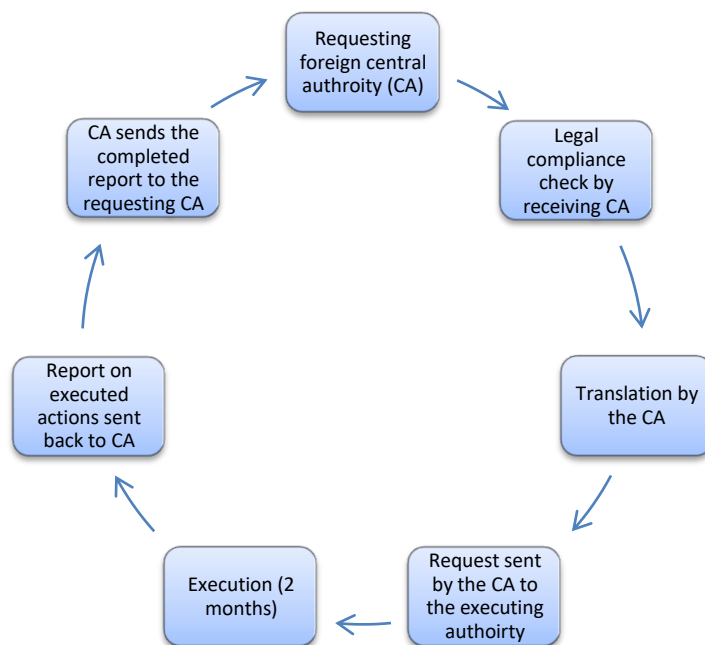 Requesting
foreign central
authroity (CA)
Legal
compliance
check by
receiving CA
Translation by
the CA
Request sent
by the CA to
the executing
authoirty
Execution (2
months)
Report on
executed
actions sent
back to CA
CA sends the
completed
report to the
requesting CA